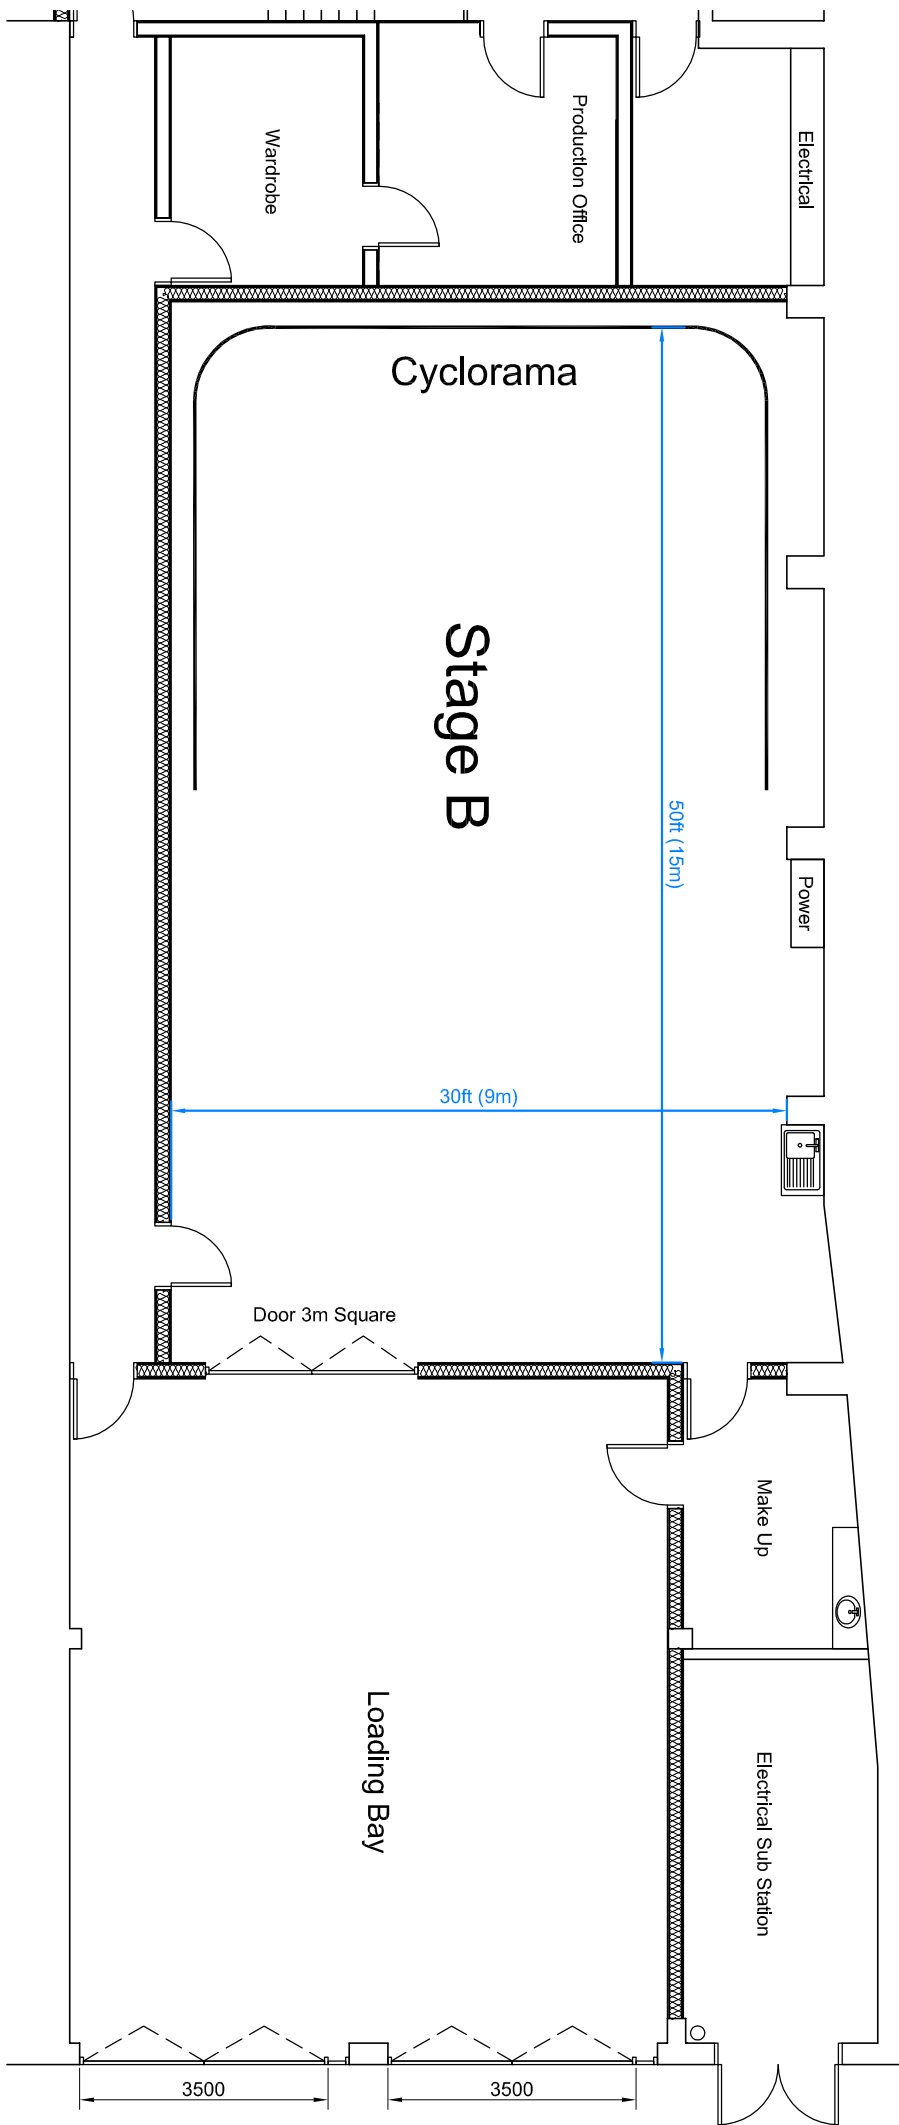 Electrical
Production Office
Wardrobe
Cyclorama
Stage B
50ft (15m)
Power
30ft (9m)
Door 3m Square
Make Up
Loading Bay
Electrical Sub Station
3500
3500